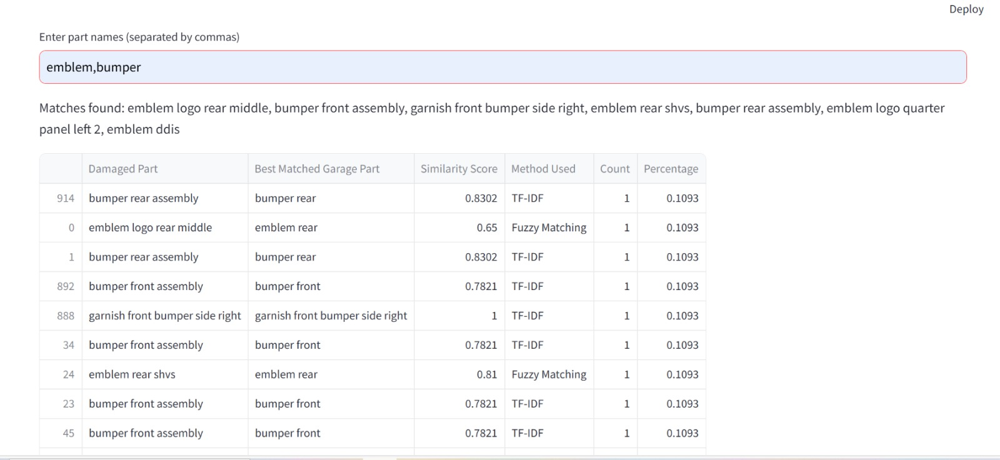 Deploy
Enter part names (separated by commas)
emblem,bumper
Matches found: emblem logo rear middle, bumper front assembly, garnish front bumper side right, emblem rear shvs, bumper rear assembly, emblem logo quarter
panel left 2, emblem ddis
Damaged Part Best Matched Garage Part Similarity Score Method Used Count Percentage
914 bumper rear assembly bumper rear 0.8302 TF-IDF 1 0.1093
0 emblem logo rear middle emblem rear 0.65 Fuzzy Matching 1 0.1093
1 bumper rear assembly bumper rear 0.8302 TF-IDF 1 0.1093
892 bumper front assembly bumper front 0.7821 TF-IDF 1 0.1093
888 garnish front bumper side right garnish front bumper side right 1 TF-IDF 1 0.1093
34 bumper front assembly bumper front 0.7821 TF-IDF 1 0.1093
24 emblem rear shvs emblem rear 0.81 Fuzzy Matching 1 0.1093
23 bumper front assembly bumper front 0.7821 TF-IDF 1 0.1093
45 bumper front assembly bumper front 0.7821 TF-IDF 1 0.1093